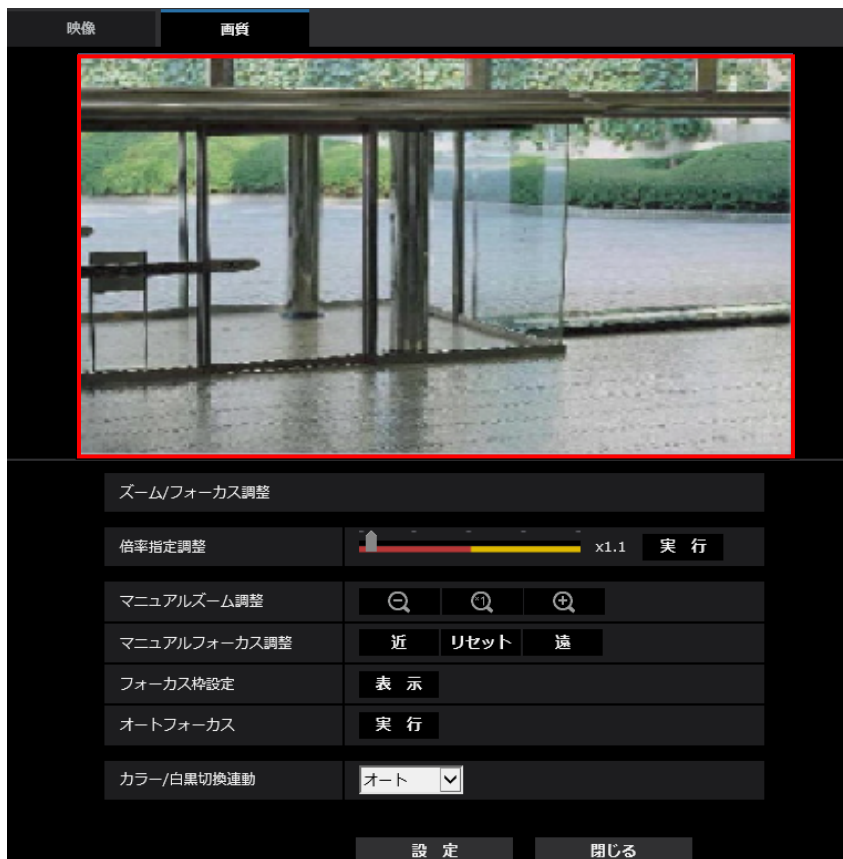 映像 画質
ズーム/フォーカス調整
倍率指定調整 x1.1 実 行
マニュアルズーム調整 ×1
マニュアルフォーカス調整 近 リセット 遠
フォーカス枠設定 表 示
オートフォーカス 実 行
カラー/白黒切換連動 オート
設 定 閉じる